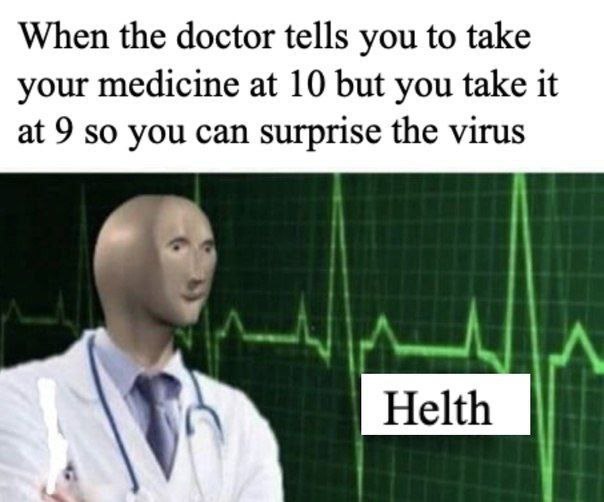 When the doctor tells you to take
your medicine at 10 but you take it
at 9 so you can surprise the virus
Helth